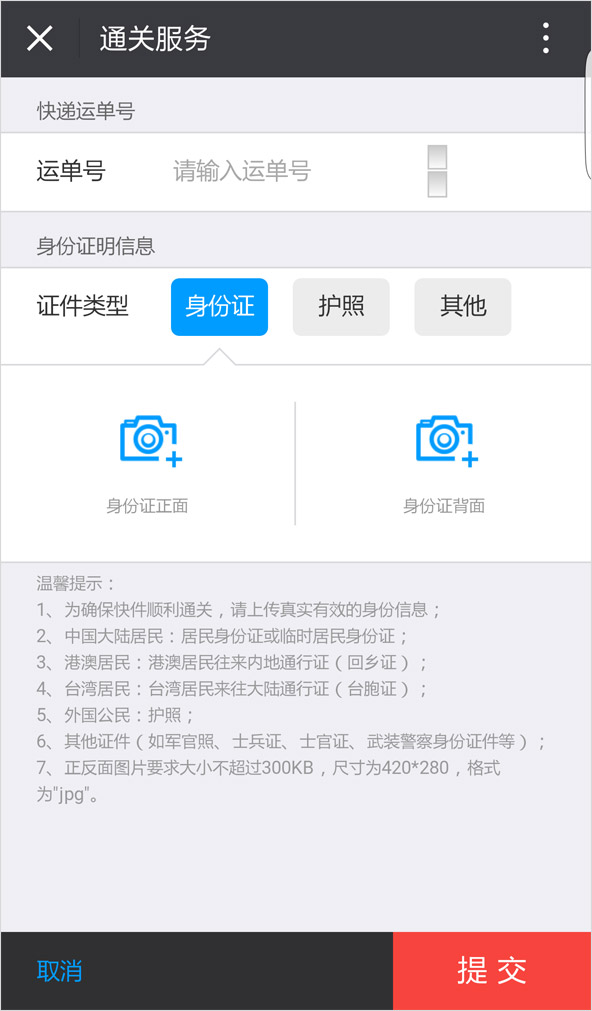 通关服务
快递运单号
运单号 请输入运单号
身份证明信息
证件类型 身份证 护照 其他
身份证正面 身份证背面
温馨提示：
1、为确保快件顺利通关，请上传真实有效的身份信息；
2、中国大陆居民：居民身份证或临时居民身份证；
3、港澳居民：港澳居民往来内地通行证（回乡证）；
4、台湾居民：台湾居民来往大陆通行证（台胞证）；
5、外国公民：护照；
6、其他证件（如军官照、士兵证、士官证、武装警察身份证件等）；
7、正反面图片要求大小不超过300KB，尺寸为420*280，格式
为"jpg"。
取消 提交